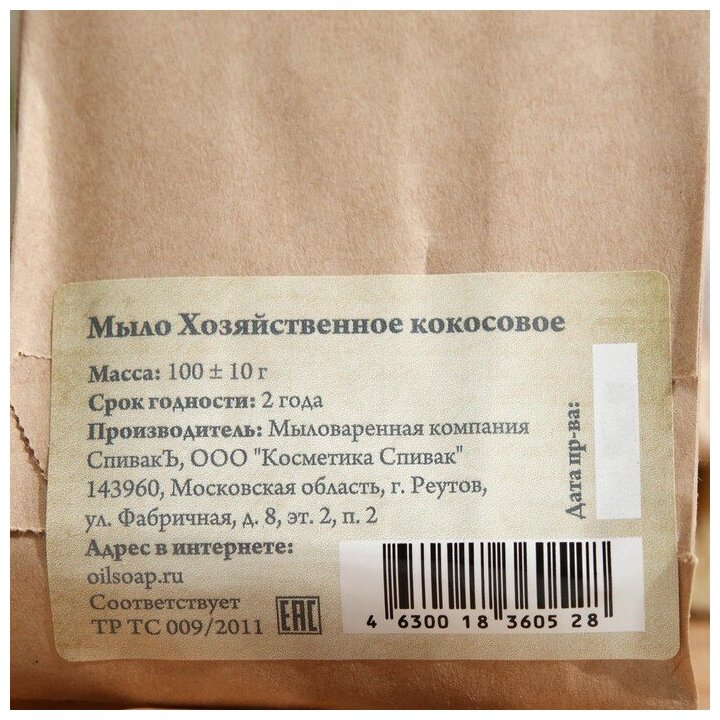 Мыло Хозяйственное кокосовое
Масса: 100 ± 10 г
Срок годности: 2 года
Производитель: Мыловаренная компания
СпивакЪ, ООО "Косметика Спивак"
143960, Московская область, г. Реутов,
ул. Фабричная, д. 8, эт. 2, п. 2
Адрес в интернете:
oilsoap.ru
Соответствует
ТР ТС 009/2011
EAC
Дата пр-ва:
4 630018 360528